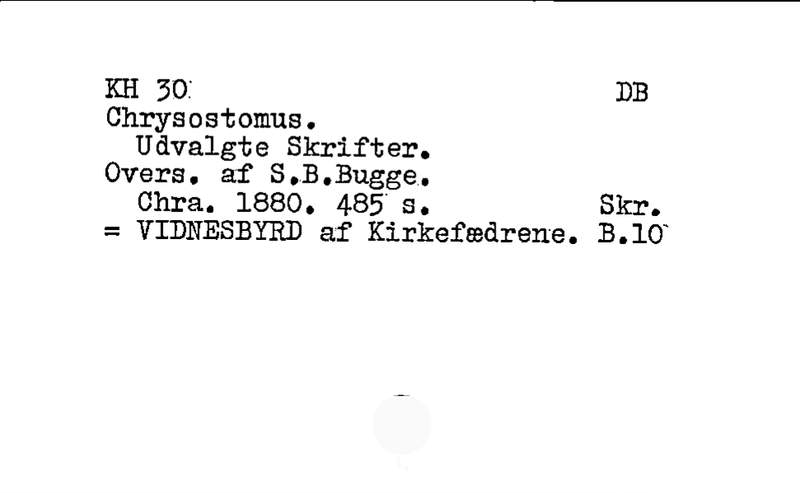 KH 30 DB
Chrysostomus.
Udvalgte Skrifter.
Overs. af S.B.Bugge.
Chra. 1880. 485 s. Skr.
= VIDNESBYRD af Kirkefædrene. B.10